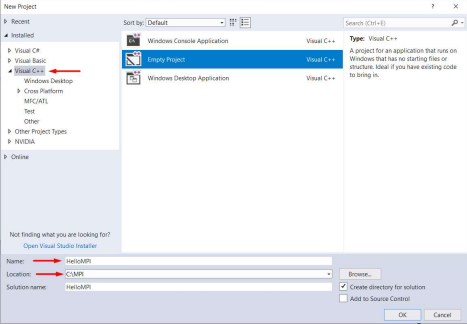 New Project ? ×
Recent
Installed
Visual C#
Visual Basic
Visual C++
Windows Desktop
Cross Platform
MFC/ATL
Test
Other
Other Project Types
NVIDIA
Online
Not finding what you are looking for?
Open Visual Studio Installer
Sort by: Default
Windows Console Application Visual C++
Empty Project Visual C++
Windows Desktop Application Visual C++
Search (Ctrl+E)
Type: Visual C++
A project for an application that runs on
Windows that has no starting files or
structure. Ideal if you have existing code
to bring in.
Name: HelloMPI
Location: C:\MPI
Solution name: HelloMPI
Browse...
Create directory for solution
Add to Source Control
OK Cancel